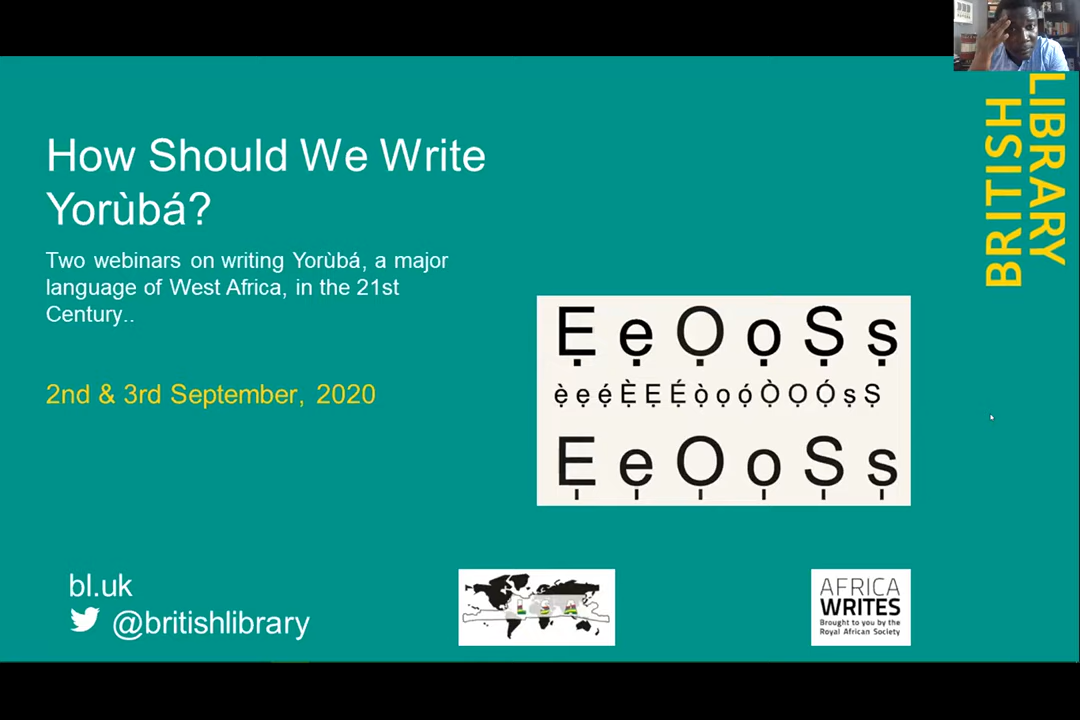 How Should We Write
Yorùbá?
Two webinars on writing Yorùbá, a major
language of West Africa, in the 21st
Century..
2nd & 3rd September, 2020
BRITISH
LIBRARY
Ẹ ẹ Ọ ọ Ṣ ṣ
ẹ̀ ẹ ẹ́ Ẹ̀ Ẹ Ẹ́ ọ̀ ọ ọ́ Ọ̀ Ọ Ọ́ ṣ Ṣ
E̩ e̩ O̩ o̩ S̩ s̩
bl.uk
@britishlibrary
AFRICA
WRITES
Brought to you by the
Royal African Society